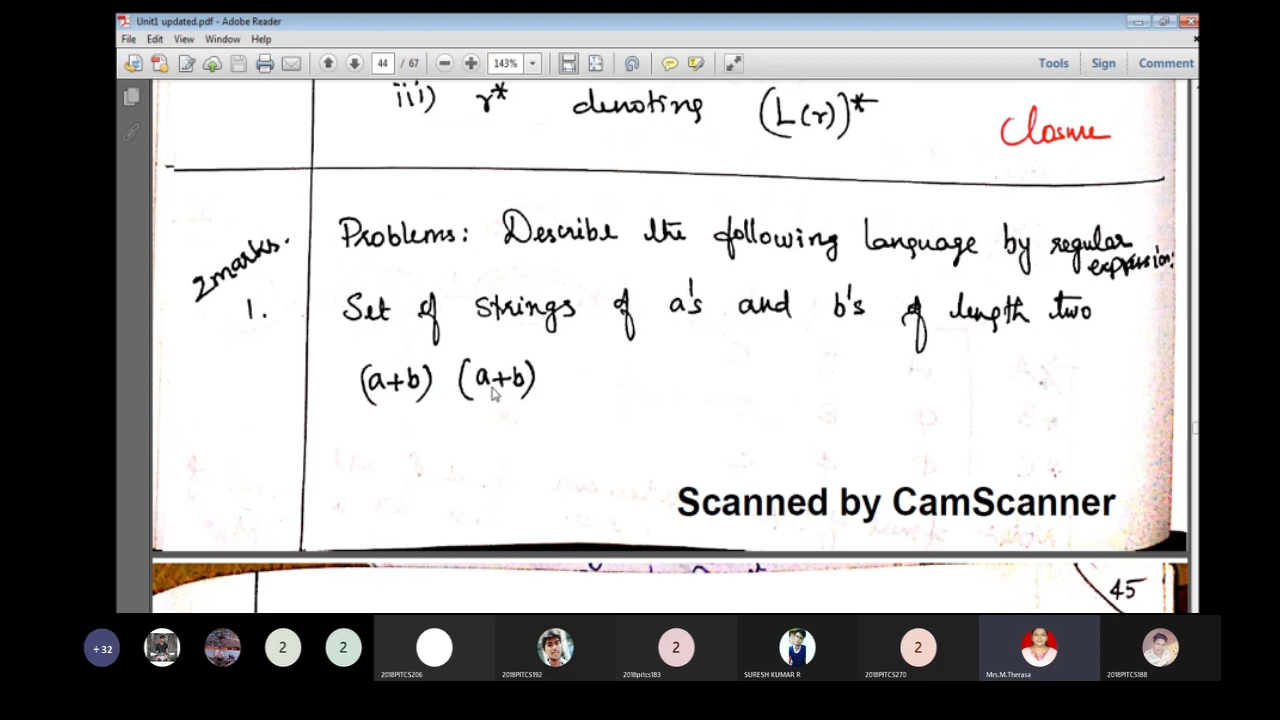 Unit1 updated.pdf - Adobe Reader
File Edit View Window Help
44 / 67 143% Tools Sign Comment
iii) r* denoting (L(r))* Closure
Problems: Describe the following language by regular expression:
2marks.
1. Set of strings of a's and b's of length two
(a+b) (a+b)
Scanned by CamScanner
45
+32 2 2 2 2
2018PITCS206 2018PITCS192 2018pitcs183 SURESH KUMAR R 2018PITCS270 Mrs.M.Therasa 2018PITCS188